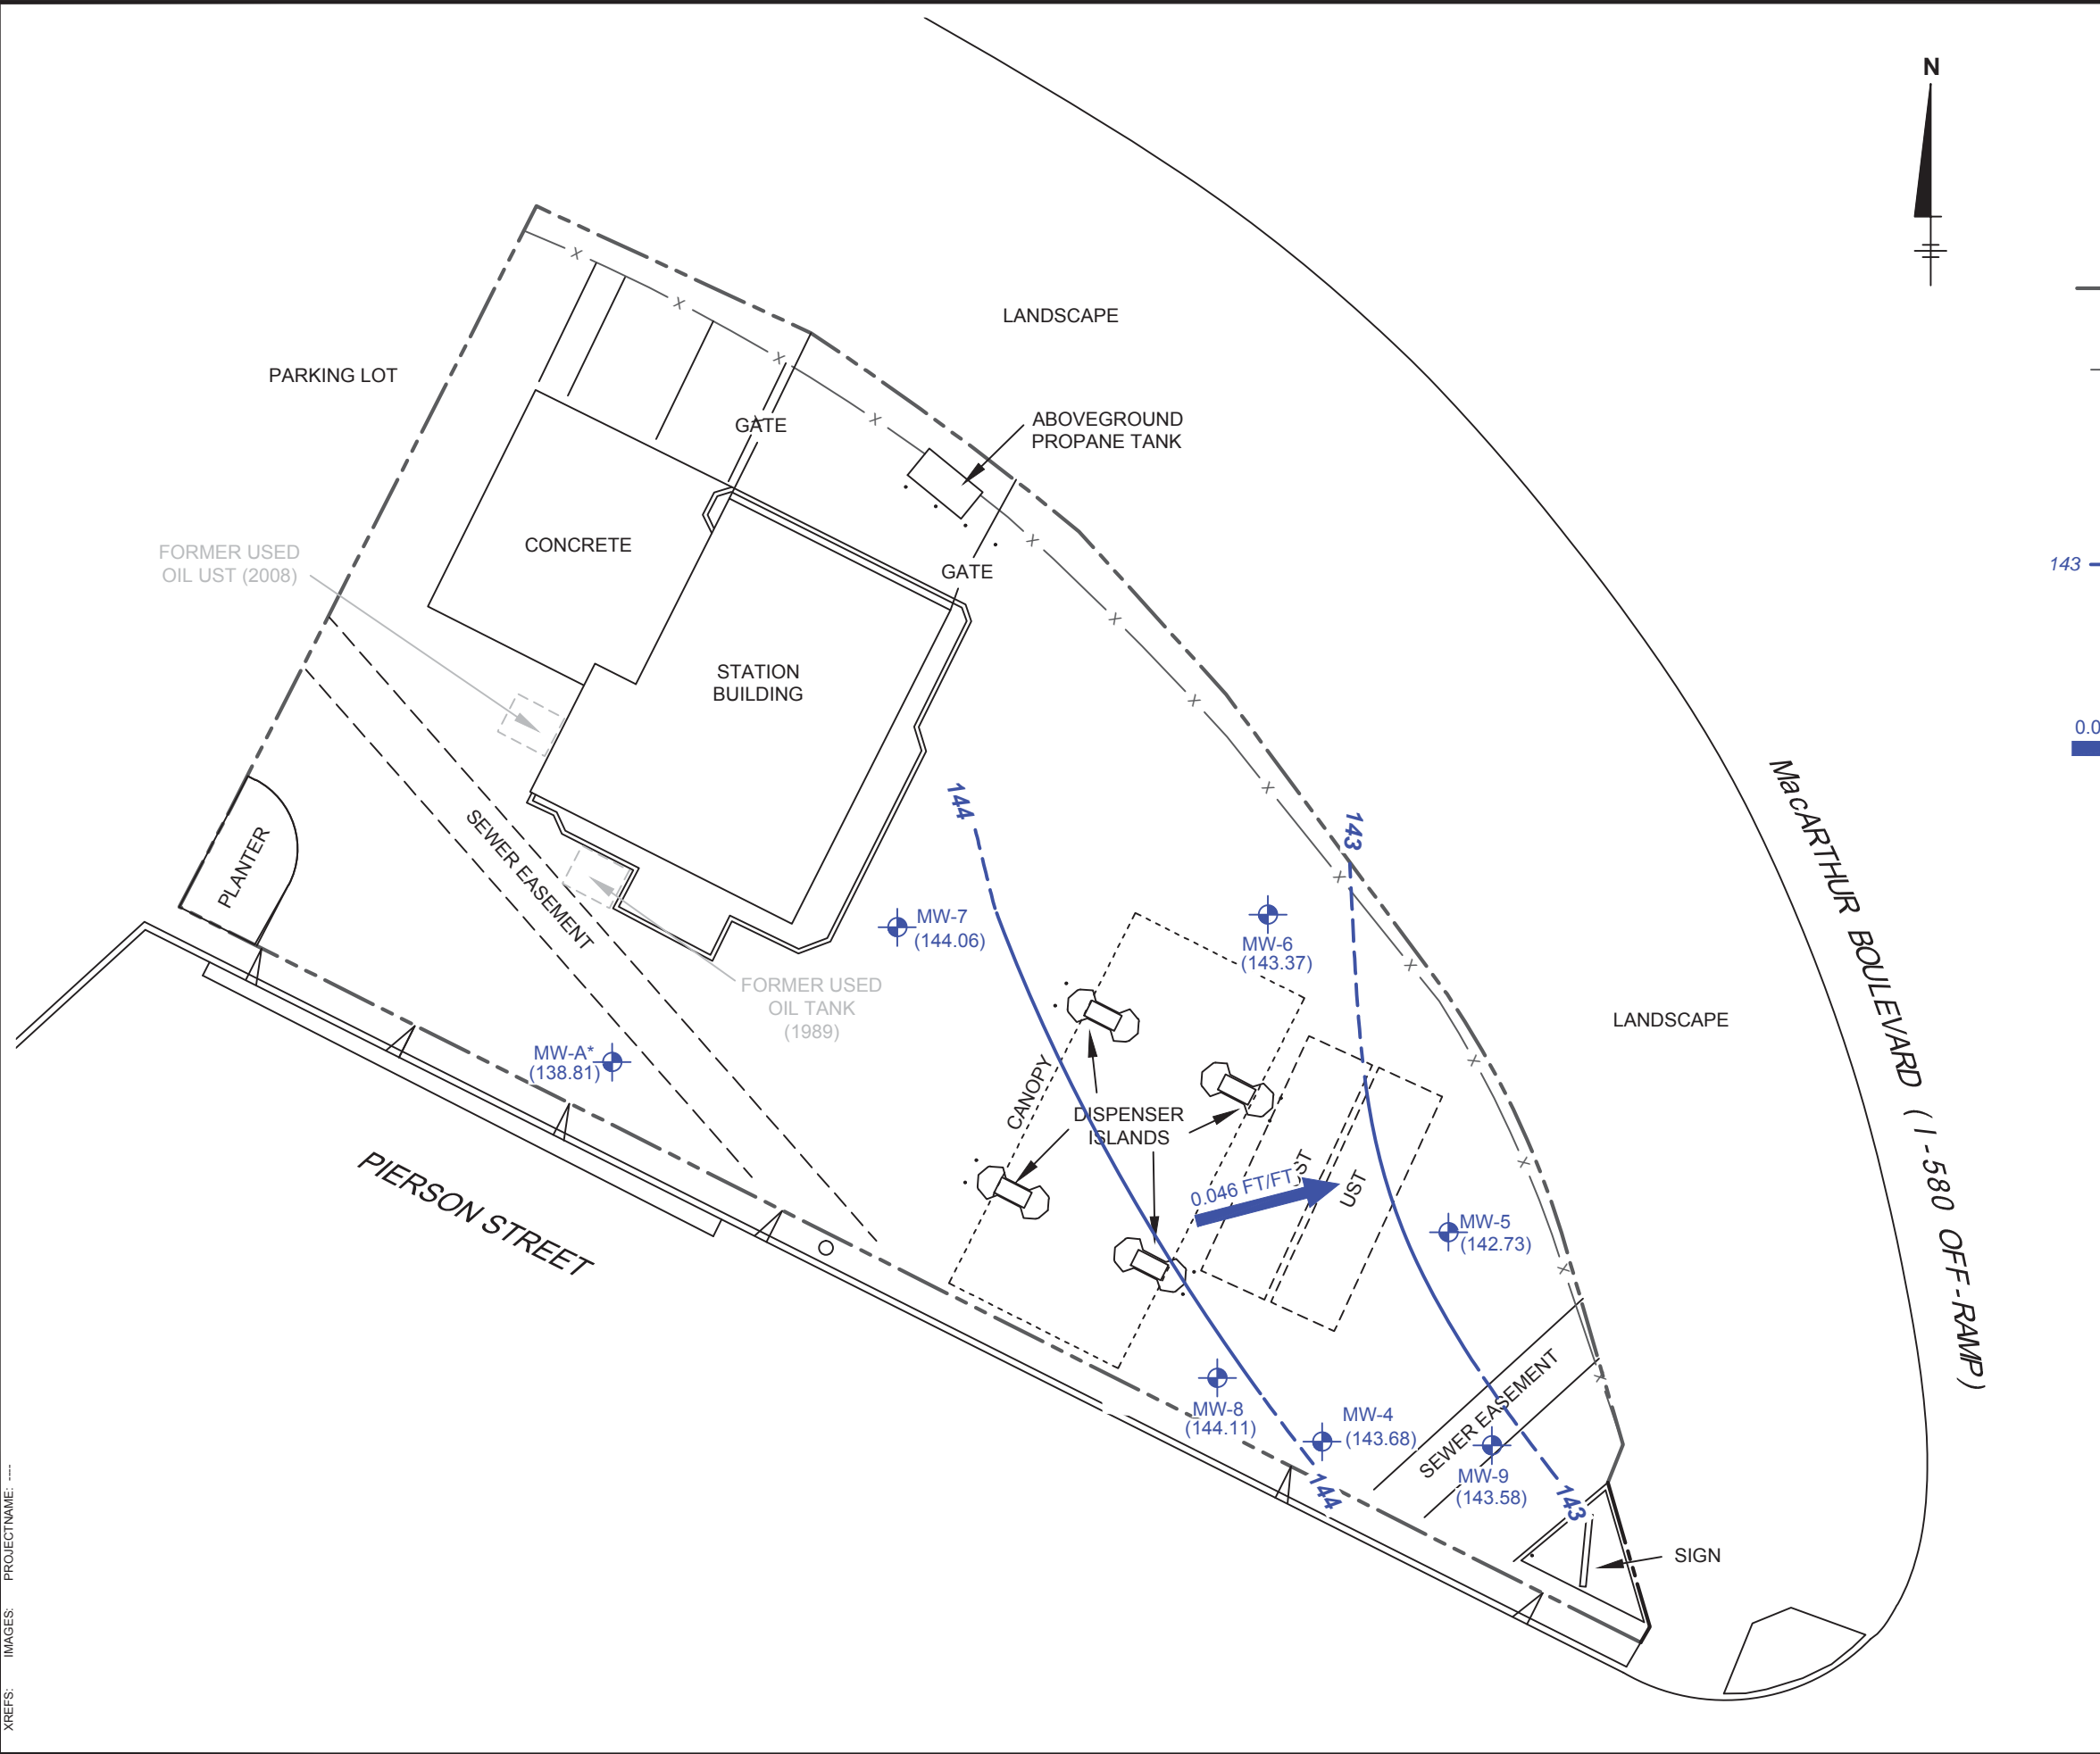 N
LANDSCAPE
PARKING LOT
GATE
ABOVEGROUND
PROPANE TANK
FORMER USED
OIL UST (2008)
CONCRETE
GATE
143
STATION
BUILDING
0.0
MacARTHUR BOULEVARD (I-580 OFF-RAMP)
144
143
PLANTER
SEWER EASEMENT
MW-7
(144.06)
MW-6
(143.37)
FORMER USED
OIL TANK
(1989)
LANDSCAPE
MW-A*
(138.81)
CANOPY
DISPENSER
ISLANDS
PIERSON STREET
0.046 FT/FT
UST
MW-5
(142.73)
MW-8
(144.11)
MW-4
(143.68)
SEWER EASEMENT
MW-9
(143.58)
144
143
SIGN
XREFS: IMAGES: PROJECTNAME: ----